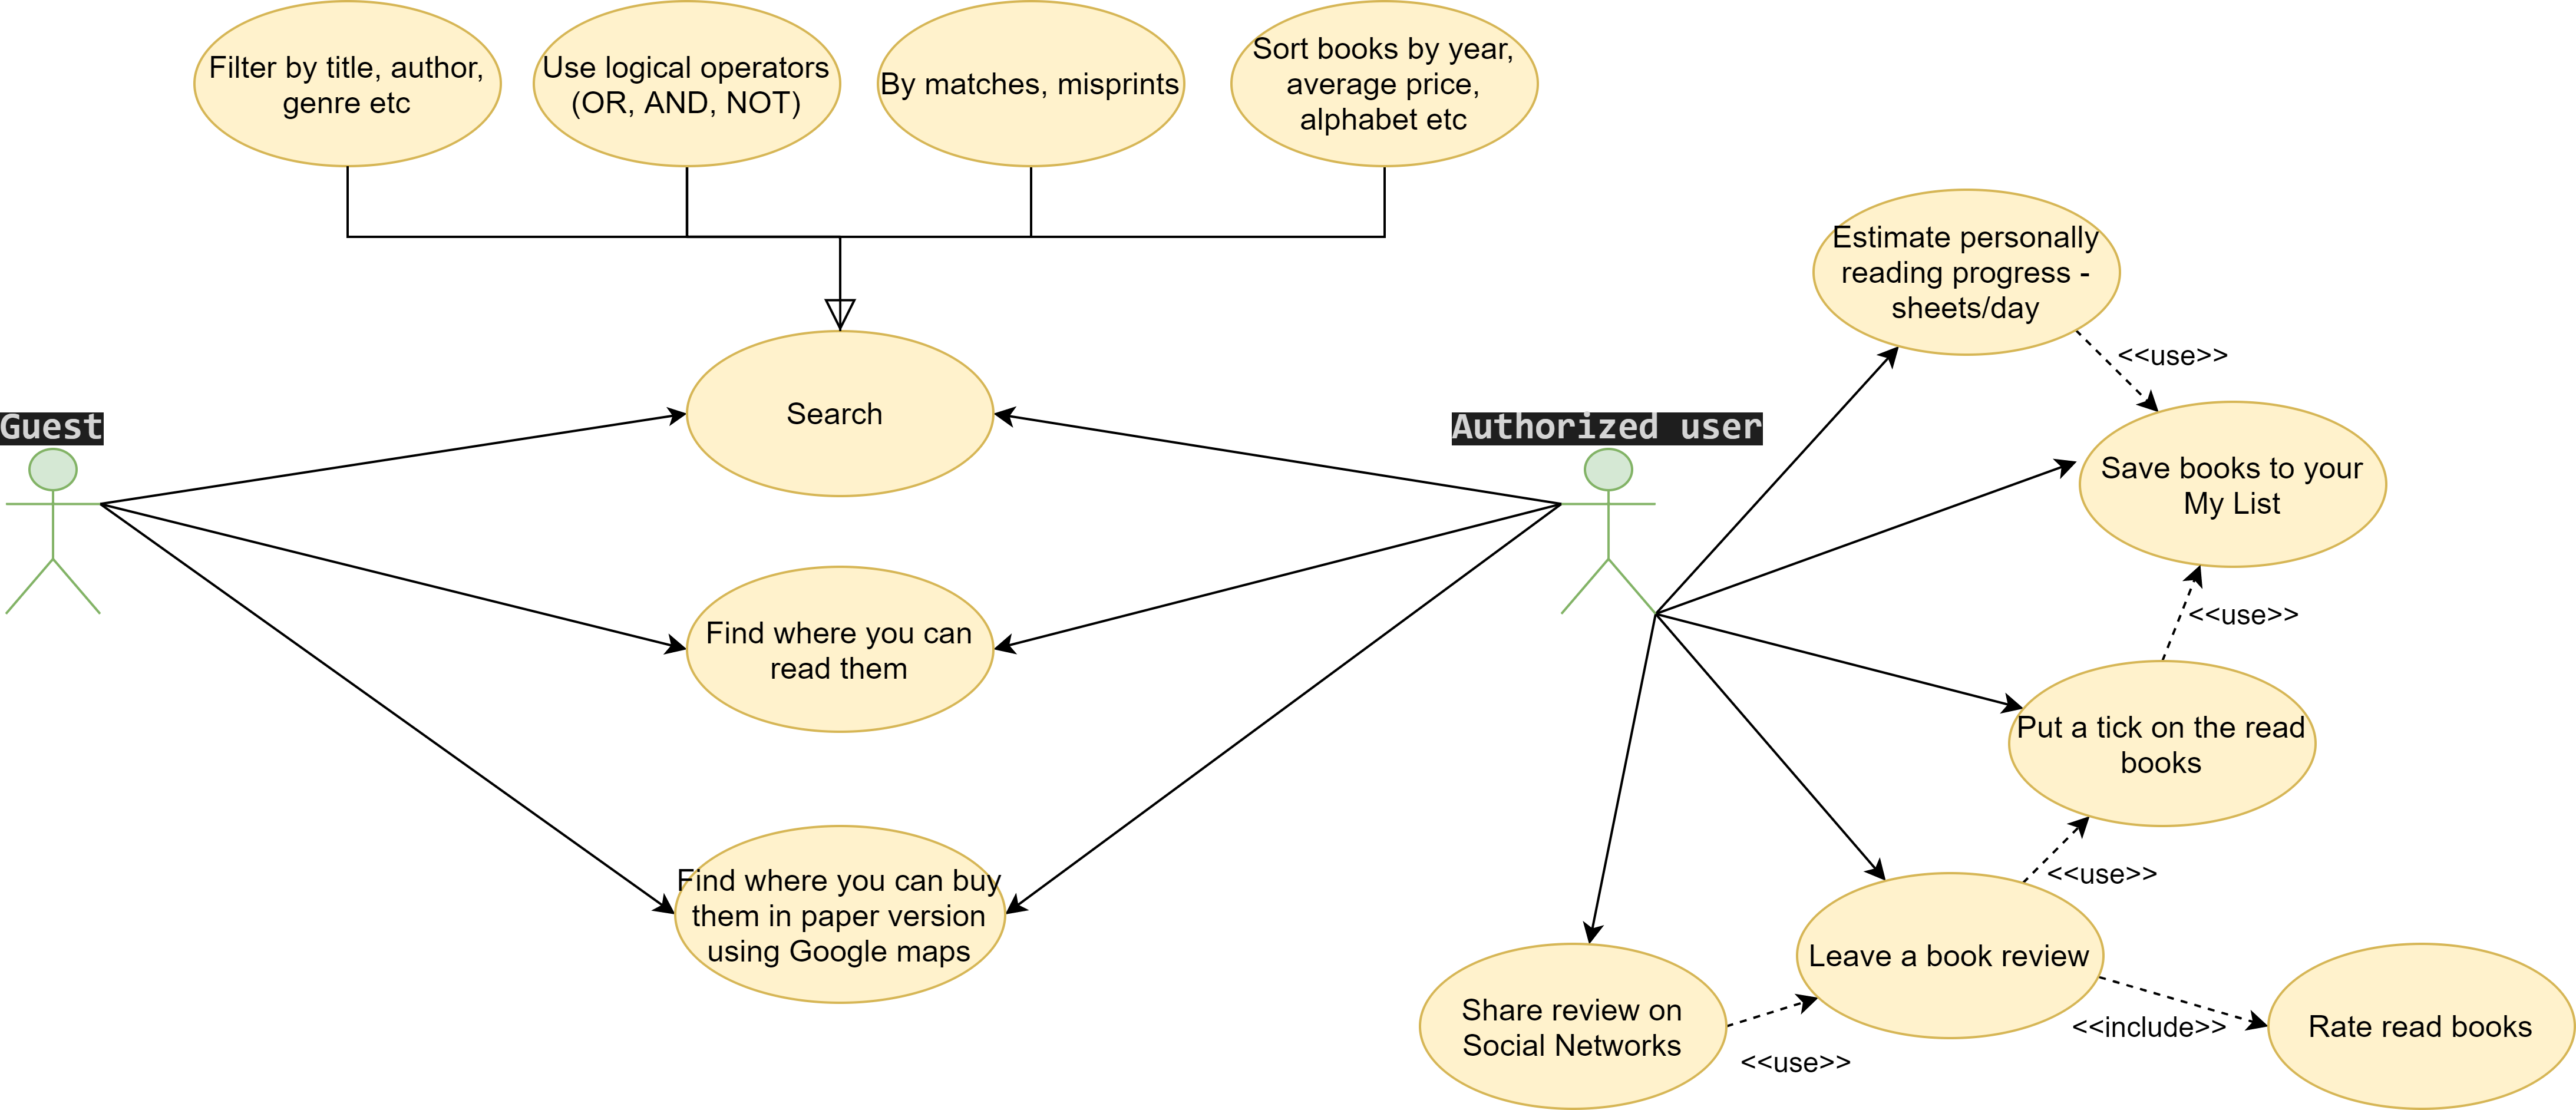 Filter by title, author,
genre etc
Use logical operators
(OR, AND, NOT)
By matches, misprints
Sort books by year,
average price,
alphabet etc
Estimate personally
reading progress -
sheets/day
<<use>>
Search
Guest
Authorized user
Save books to your
My List
<<use>>
Find where you can
read them
Put a tick on the read
books
<<use>>
Find where you can buy
them in paper version
using Google maps
Leave a book review
Share review on
Social Networks
<<include>>
Rate read books
<<use>>